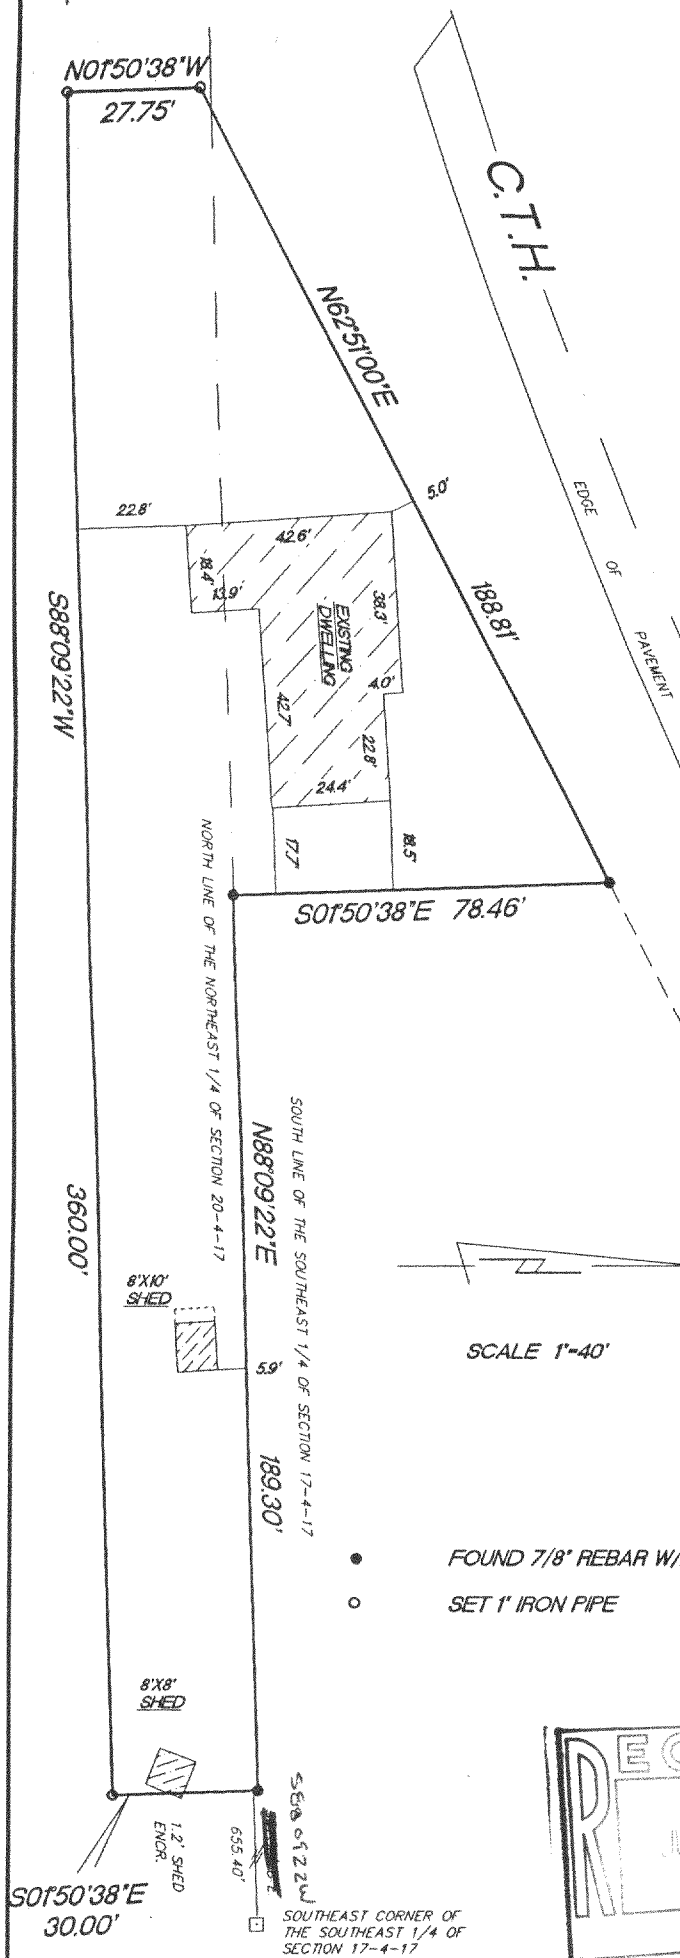 N01°50'38"W
27.75'
C.T.H.
N62°51'00"E
188.81'
EDGE OF PAVEMENT
5.0'
22.8'
42.6'
18.4'
13.9'
38.3'
EXISTING
DWELLING
4.0'
42.7
22.8'
24.4'
17.7'
18.5'
S88°09'22"W
360.00'
S01°50'38"E 78.46'
NORTH LINE OF THE NORTHEAST 1/4 OF SECTION 20-4-17
SOUTH LINE OF THE SOUTHEAST 1/4 OF SECTION 17-4-17
N88°09'22"E
189.30'
8'X10'
SHED
5.9'
SCALE 1"=40'
FOUND 7/8" REBAR W/
SET 1" IRON PIPE
8'X8'
SHED
1.2' SHED
ENCR.
655.40'
S88 0922W
S01°50'38"E
30.00'
SOUTHEAST CORNER OF
THE SOUTHEAST 1/4 OF
SECTION 17-4-17
REC